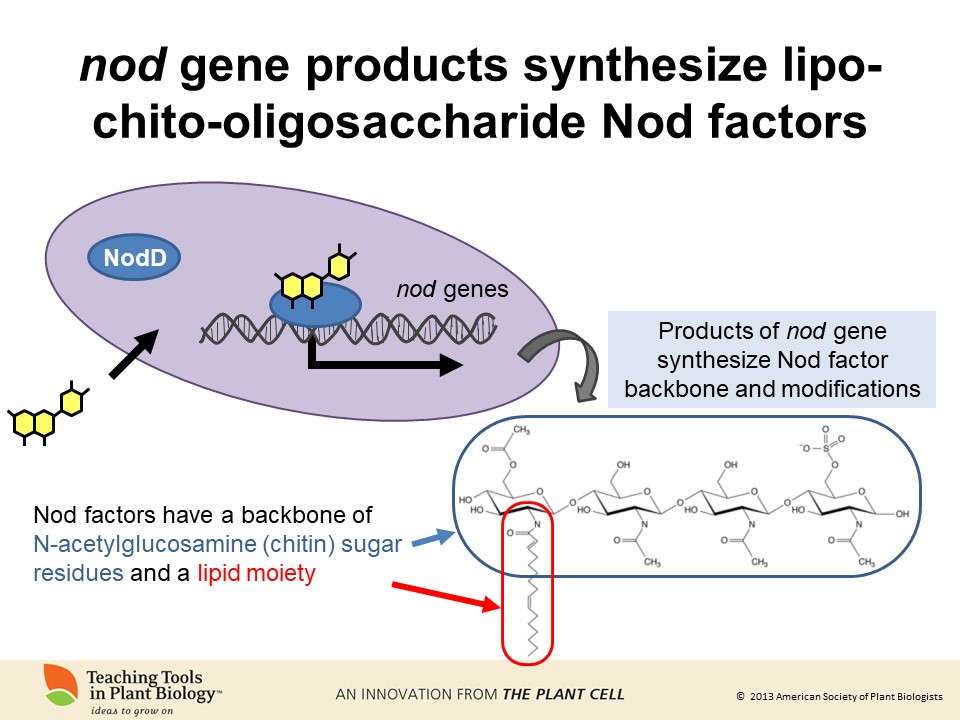 nod gene products synthesize lipo-
chito-oligosaccharide Nod factors
NodD
nod genes
Products of nod gene
synthesize Nod factor
backbone and modifications
Nod factors have a backbone of
N-acetylglucosamine (chitin) sugar
residues and a lipid moiety
CH₃
O
O
HO
HO
O
O
N
O
OH
O
HO
O
N
O
CH₃
OH
O
HO
O
N
O
CH₃
O
⁻O
S
O
O
O
HO
OH
N
O
CH₃
Teaching Tools
in Plant Biology™
ideas to grow on
AN INNOVATION FROM THE PLANT CELL
© 2013 American Society of Plant Biologists